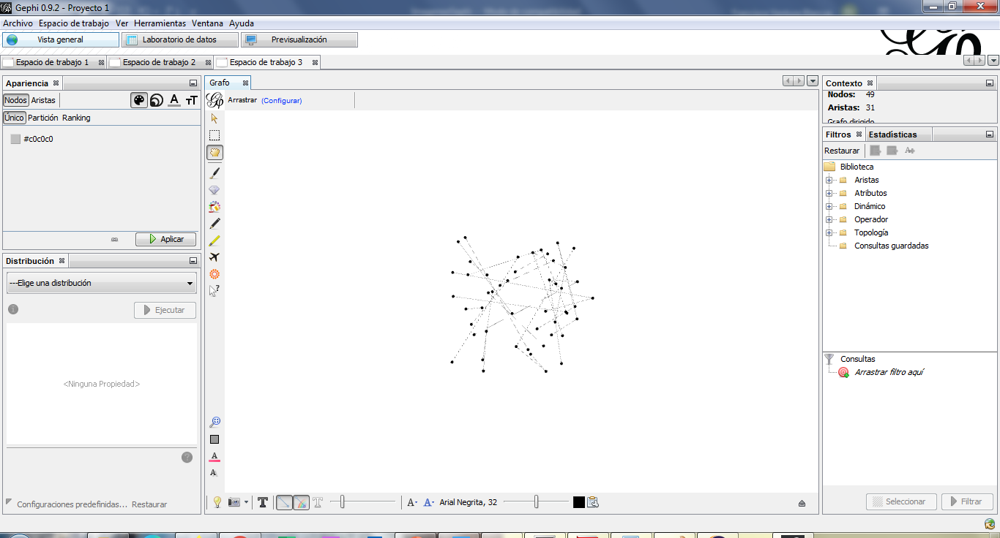 Gephi 0.9.2 - Proyecto 1
Archivo Espacio de trabajo Ver Herramientas Ventana Ayuda
Vista general Laboratorio de datos Previsualización
Espacio de trabajo 1 Espacio de trabajo 2 Espacio de trabajo 3
Apariencia
Nodos Aristas
Único Partición Ranking
#c0c0c0
Aplicar
Distribución
---Elige una distribución
Ejecutar
<Ninguna Propiedad>
Configuraciones predefinidas... Restaurar
Grafo
Arrastrar (Configurar)
Arial Negrita, 32
Contexto
Nodos: 49
Aristas: 31
Grafo dirigido
Filtros Estadísticas
Restaurar
Biblioteca
Aristas
Atributos
Dinámico
Operador
Topología
Consultas guardadas
Consultas
Arrastrar filtro aquí
Seleccionar Filtrar